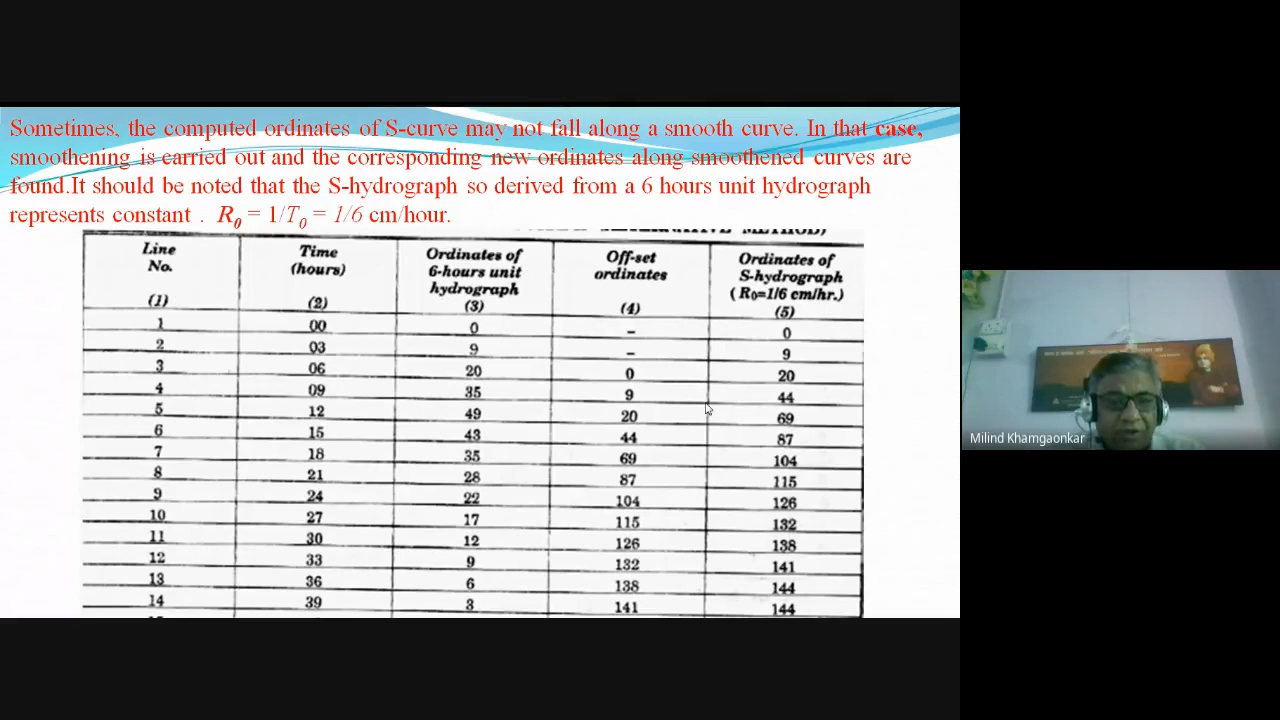 Sometimes, the computed ordinates of S-curve may not fall along a smooth curve. In that case,
smoothening is carried out and the corresponding new ordinates along smoothened curves are
found.It should be noted that the S-hydrograph so derived from a 6 hours unit hydrograph
represents constant . R0 = 1/T0 = 1/6 cm/hour.
METHOD)
Line No. (1) Time (hours) (2) Ordinates of 6-hours unit hydrograph (3) Off-set ordinates (4) Ordinates of S-hydrograph ( R0=1/6 cm/hr.) (5)
1 00 0 – 0
2 03 9 – 9
3 06 20 0 20
4 09 35 9 44
5 12 49 20 69
6 15 43 44 87
7 18 35 69 104
8 21 28 87 115
9 24 22 104 126
10 27 17 115 132
11 30 12 126 138
12 33 9 132 141
13 36 6 138 144
14 39 3 141 144
Milind Khamgaonkar